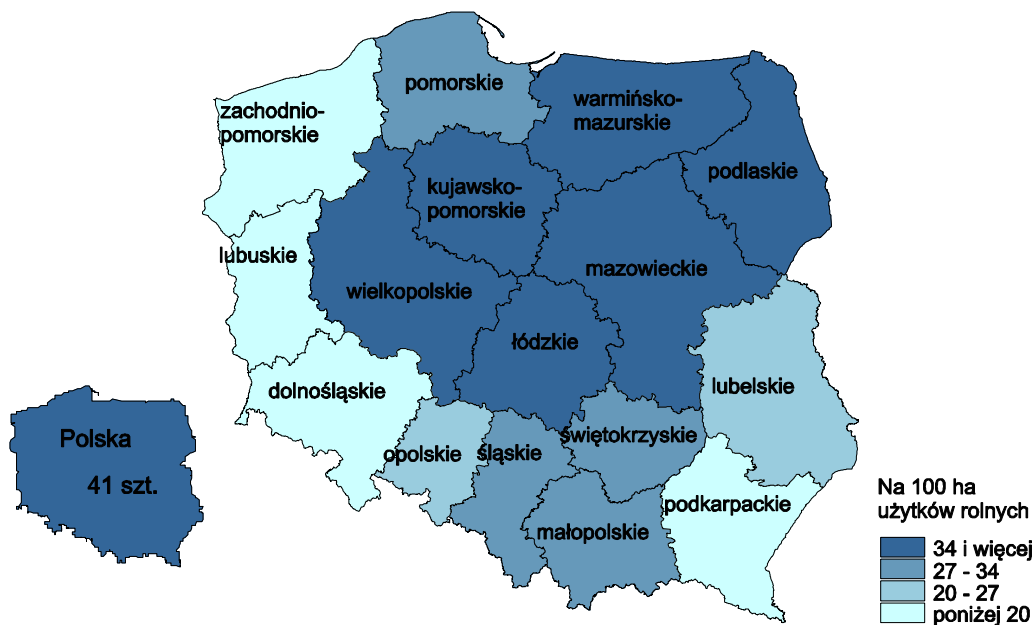 pomorskie
warmińsko-
mazurskie
zachodnio-
pomorskie
podlaskie
kujawsko-
pomorskie
lubuskie
mazowieckie
wielkopolskie
łódzkie
lubelskie
dolnośląskie
świętokrzyskie
opolskie
śląskie
podkarpackie
małopolskie
Polska
41 szt.
Na 100 ha
użytków rolnych
34 i więcej
27 - 34
20 - 27
poniżej 20